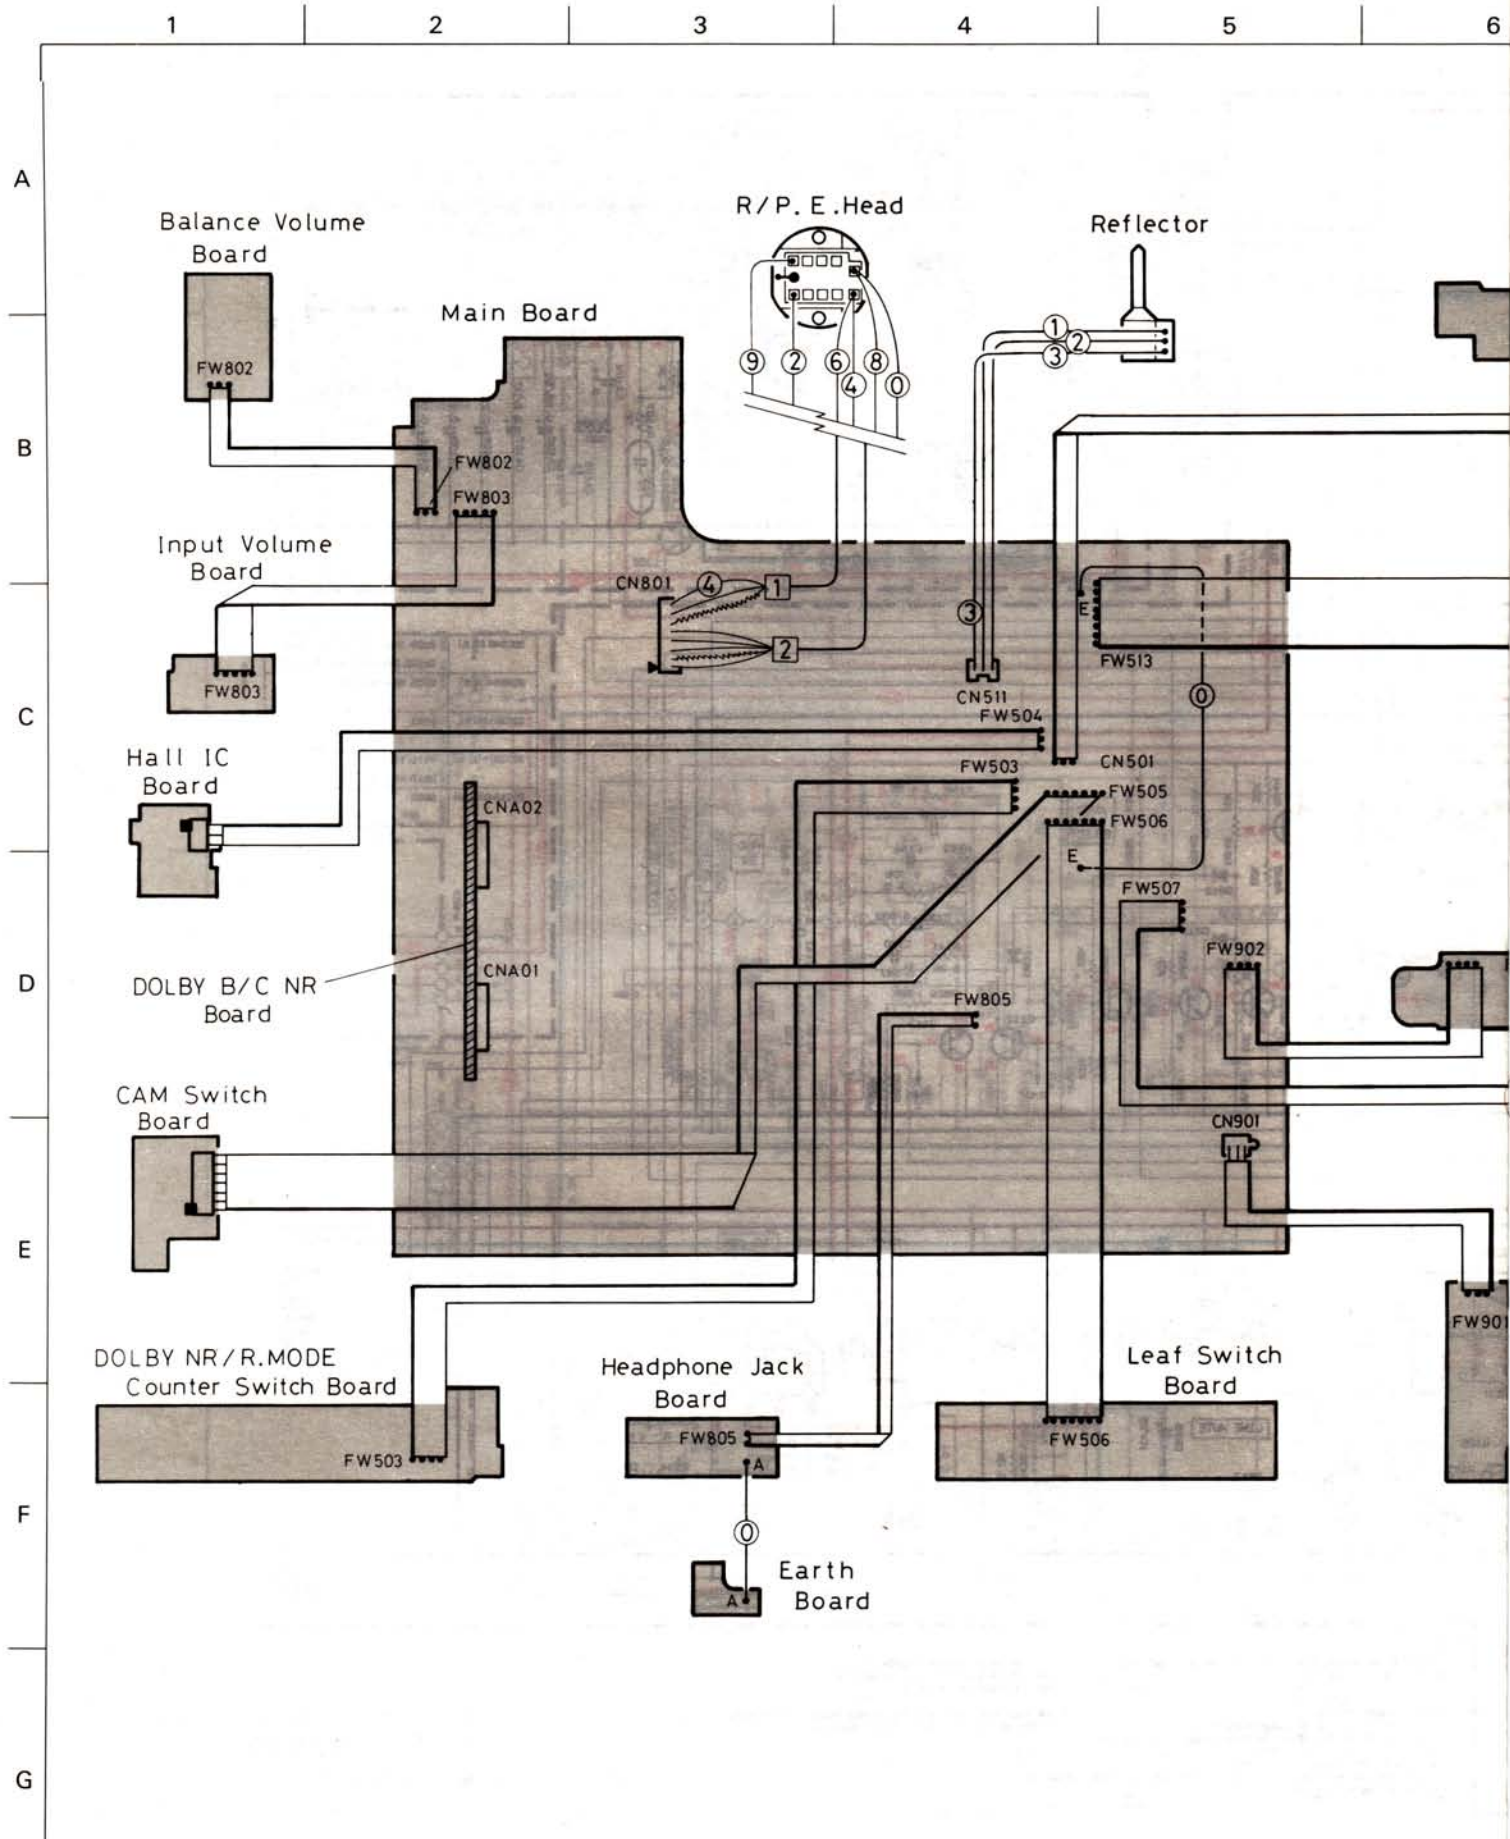 1 2 3 4 5 6
A
R/P. E.Head
Balance Volume
Board
Reflector
Main Board
1
2
3
FW802
9 2 6 8
4 0
B
FW802
FW803
Input Volume
Board
CN801 4 1
3
E
2
FW513
FW803
CN511
0
C
FW504
Hall IC
Board
FW503
CN501
CNA02
FW505
FW506
E
FW507
FW902
CNA01
D
DOLBY B/C NR
Board
FW805
CAM Switch
Board
CN901
E
FW901
DOLBY NR/R.MODE
Counter Switch Board
Headphone Jack
Board
Leaf Switch
Board
FW805
FW506
FW503
A
F
0
Earth
Board
A
G